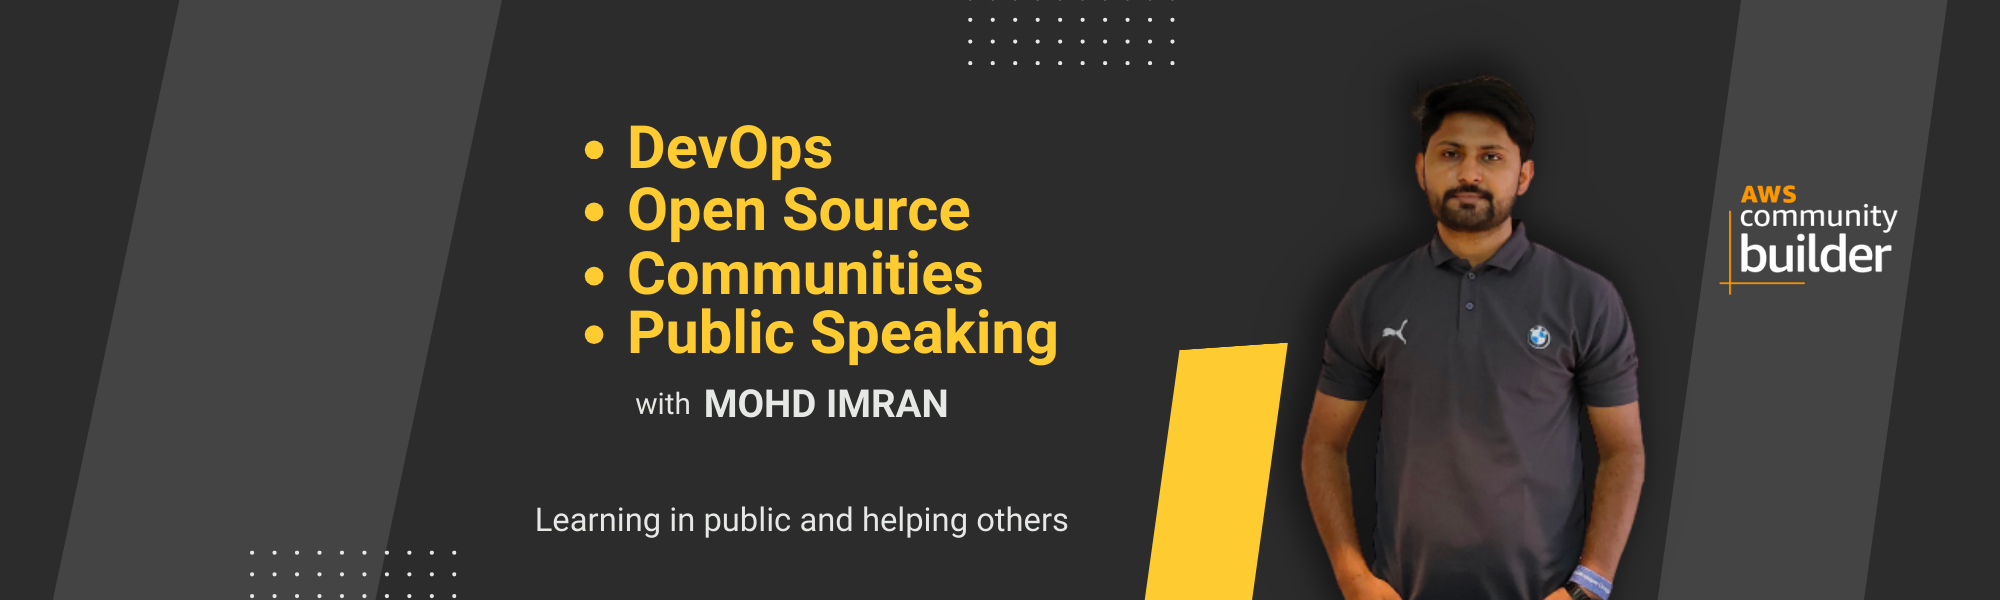 • DevOps
• Open Source
• Communities
• Public Speaking
with MOHD IMRAN
Learning in public and helping others
AWS
community
builder